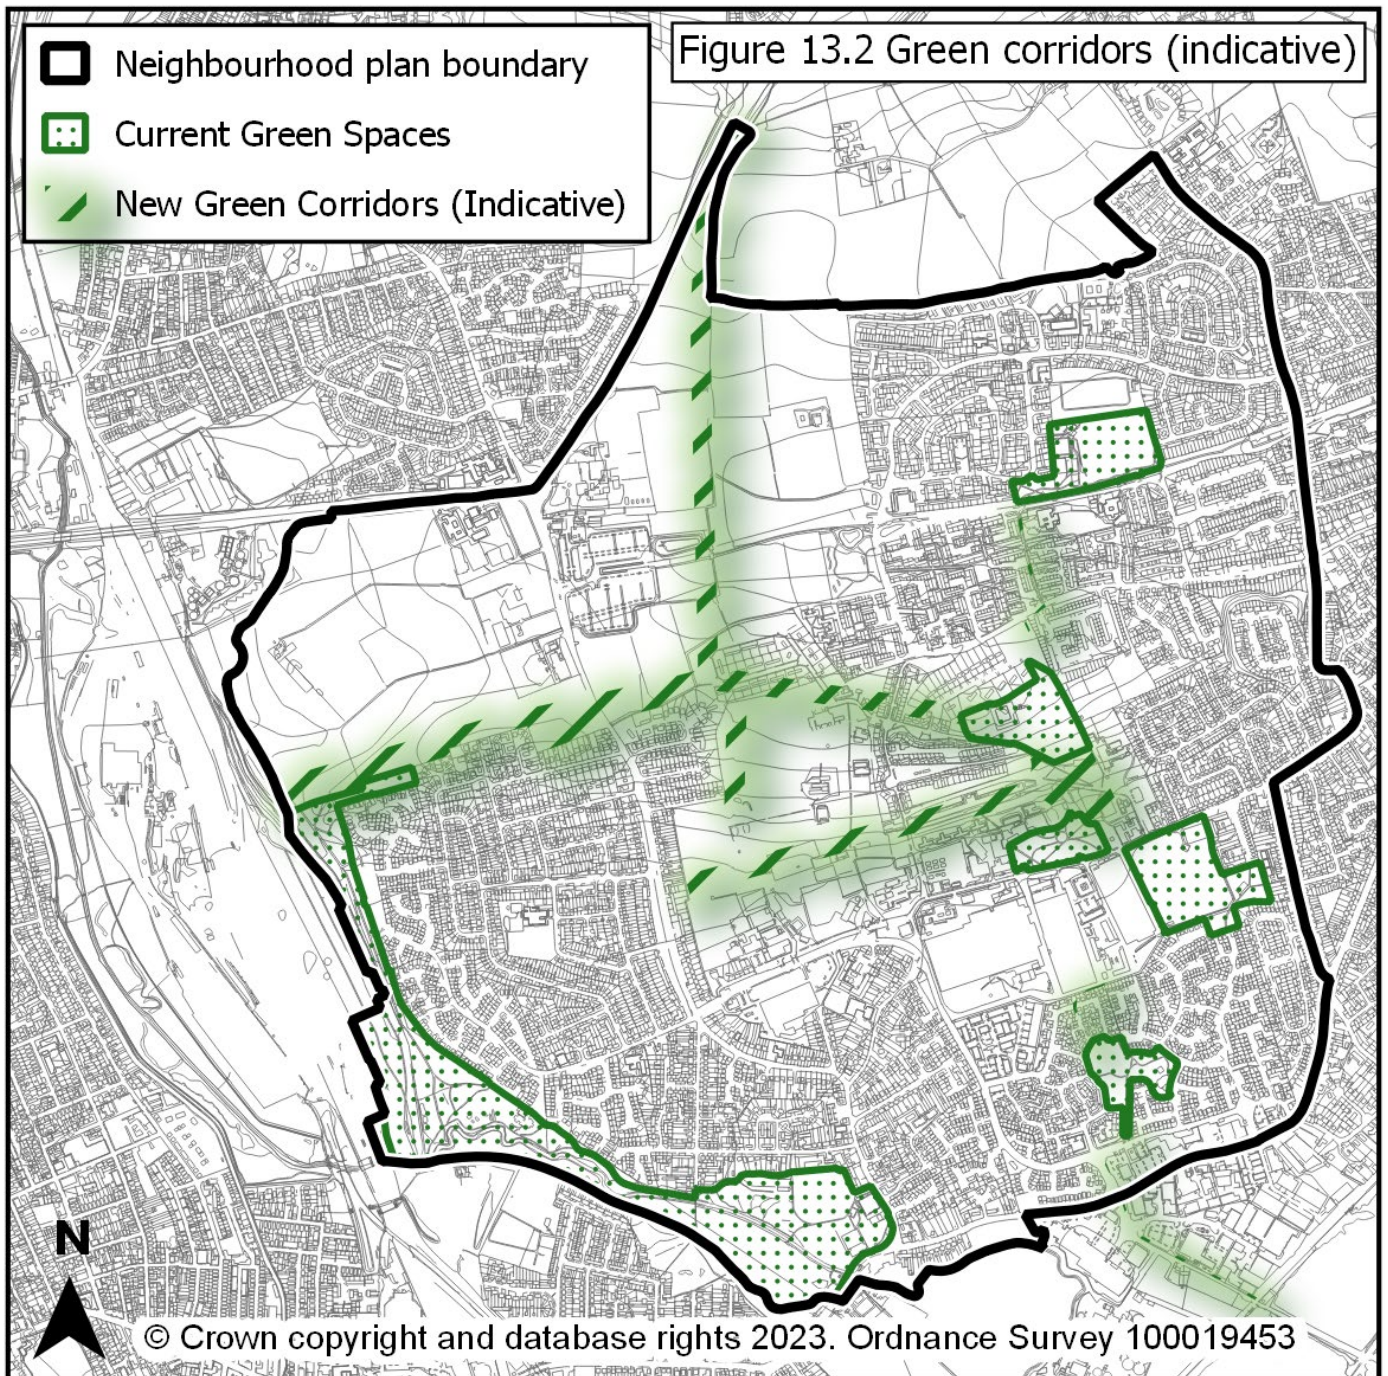 Figure 13.2 Green corridors (indicative)
Neighbourhood plan boundary
Current Green Spaces
New Green Corridors (Indicative)
N
© Crown copyright and database rights 2023. Ordnance Survey 100019453